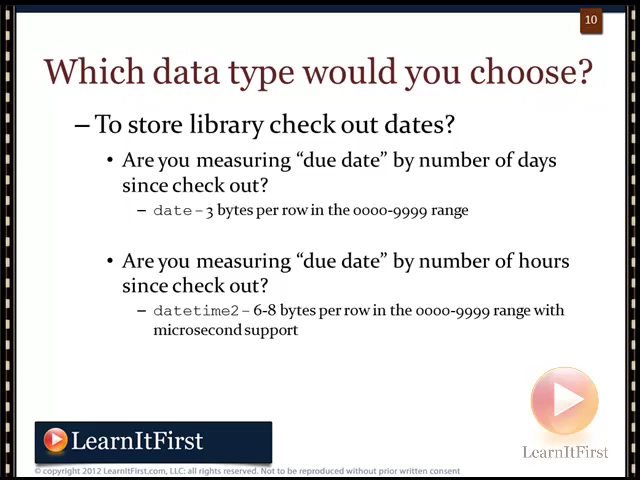 10
Which data type would you choose?
– To store library check out dates?
• Are you measuring “due date” by number of days
since check out?
– date – 3 bytes per row in the 0000-9999 range
• Are you measuring “due date” by number of hours
since check out?
– datetime2 – 6-8 bytes per row in the 0000-9999 range with
microsecond support
LearnItFirst
LearnItFirst
© copyright 2012 LearnItFirst.com, LLC; all rights reserved. Not to be reproduced without prior written consent